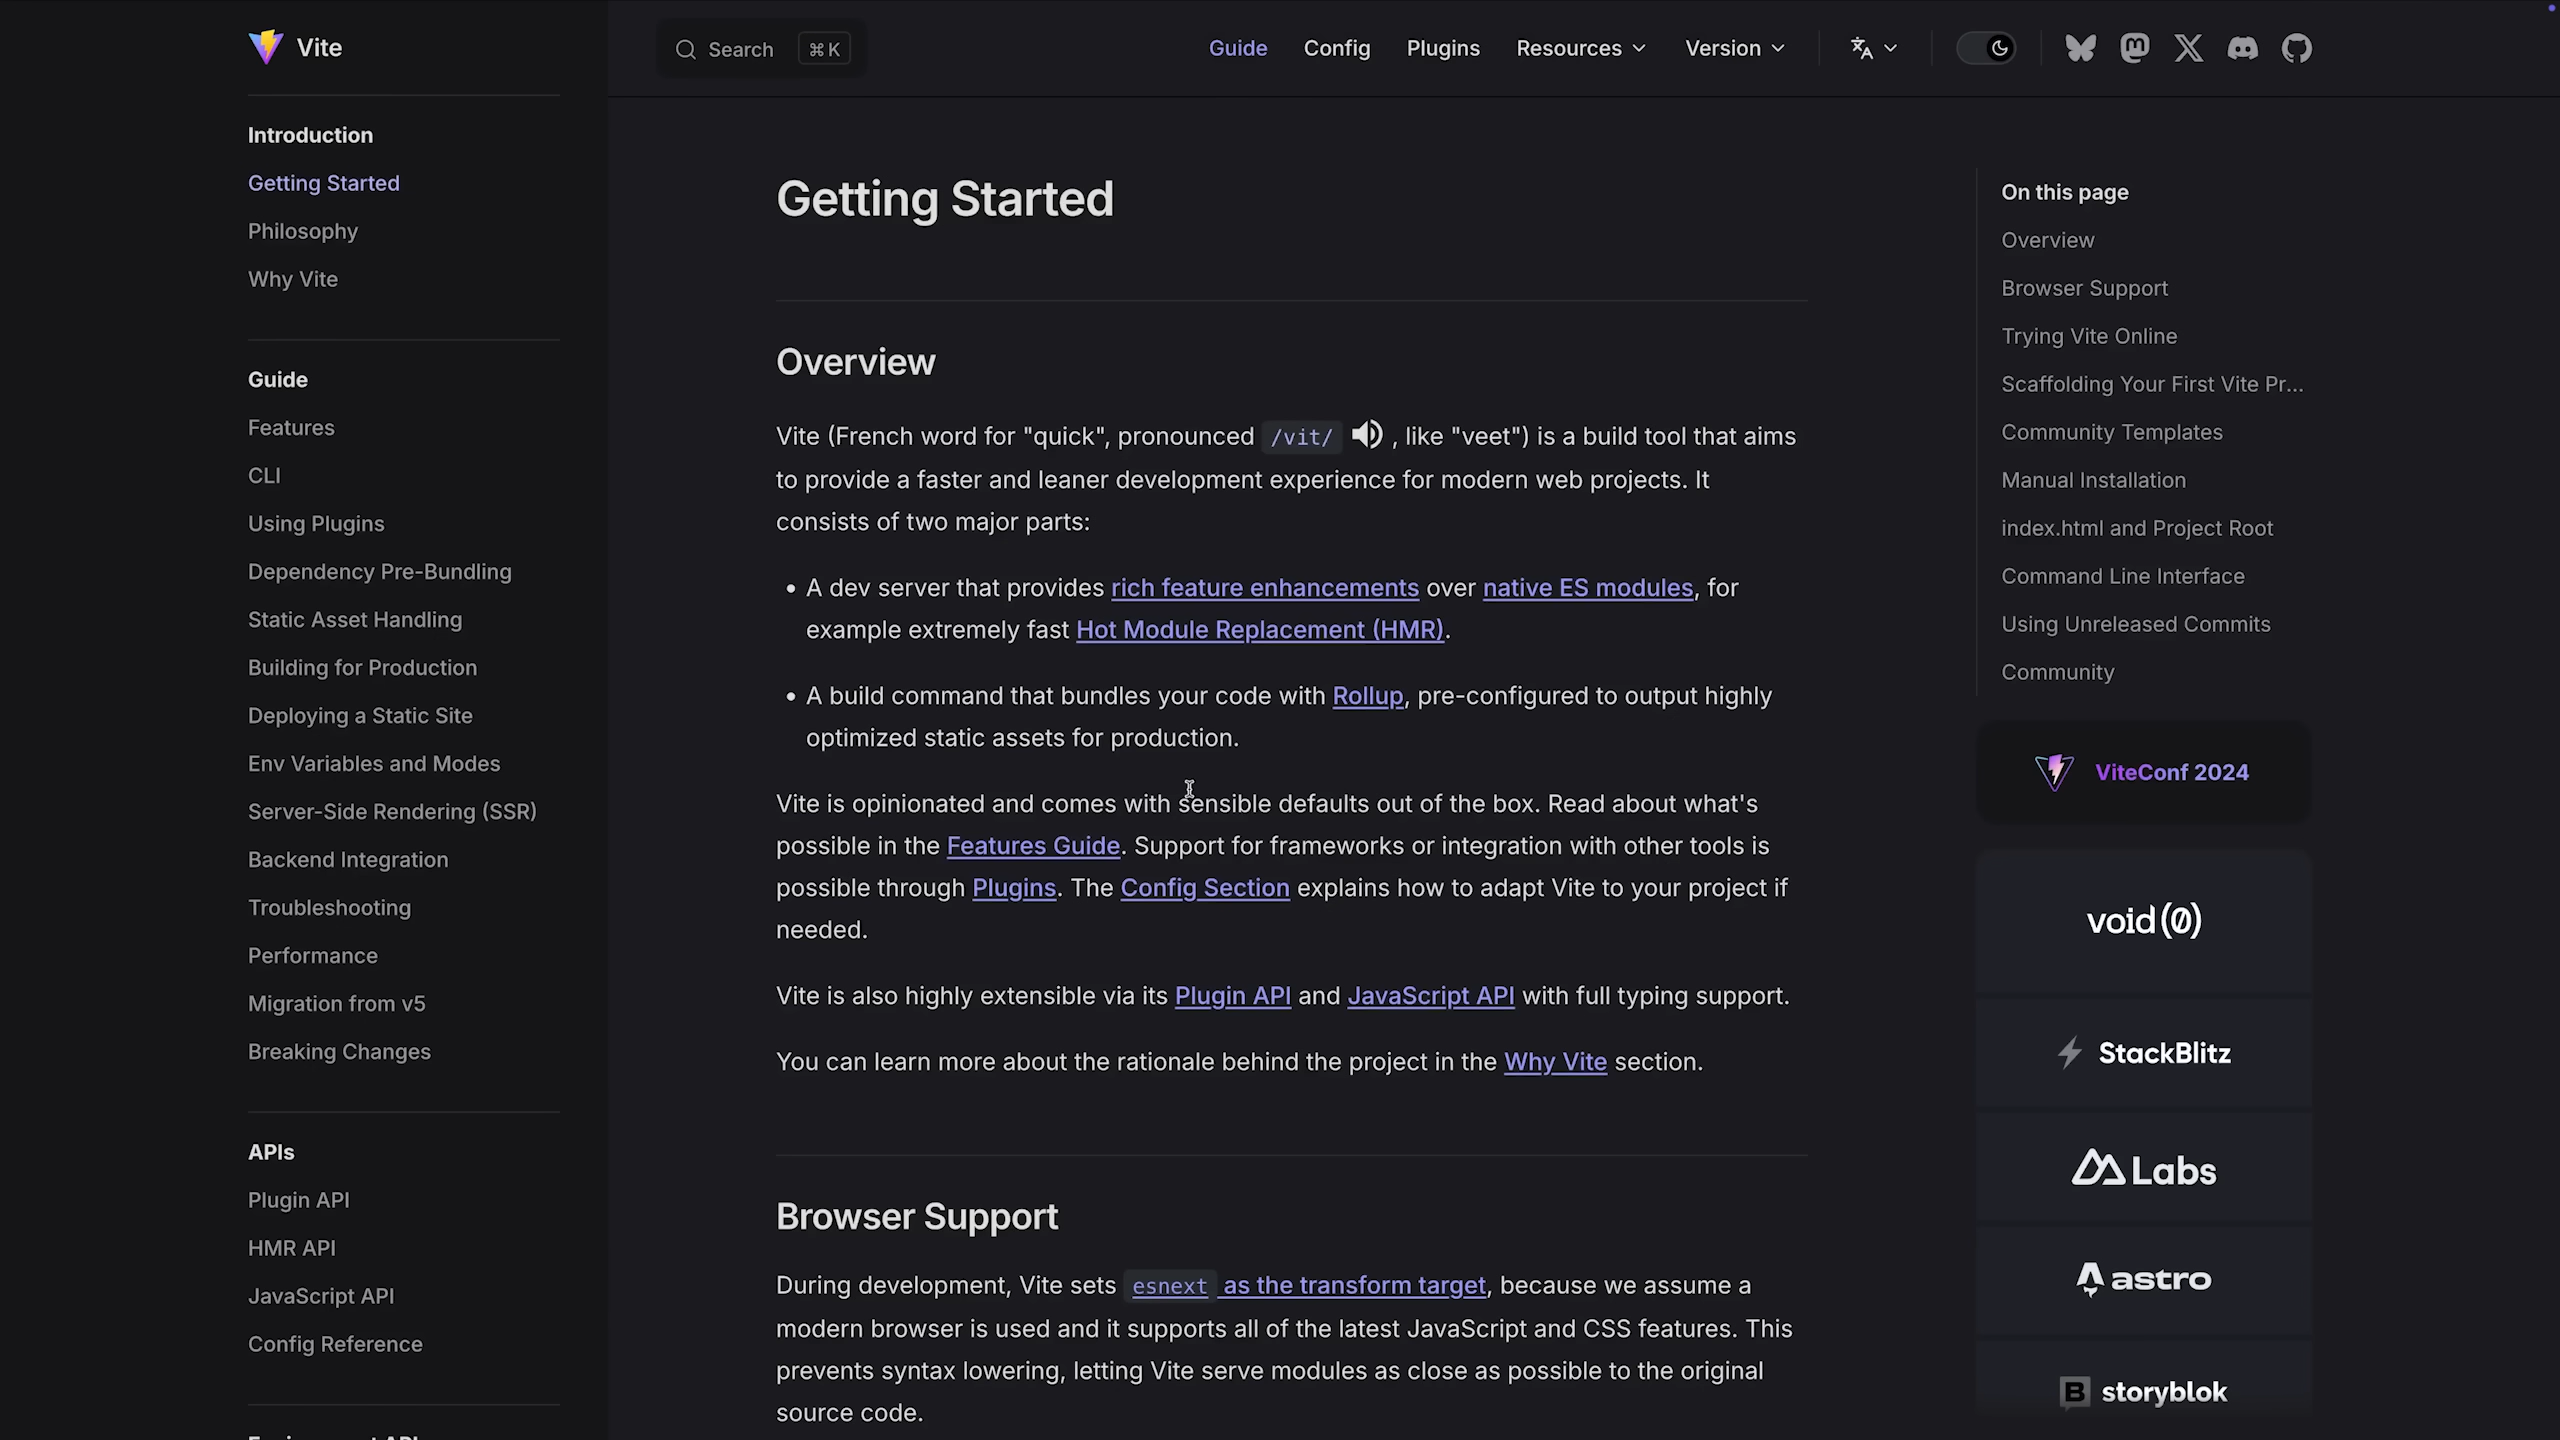 Vite
Search
⌘ K
Guide
Config
Plugins
Resources
Version
Introduction
Getting Started
Philosophy
Why Vite
Guide
Features
CLI
Using Plugins
Dependency Pre-Bundling
Static Asset Handling
Building for Production
Deploying a Static Site
Env Variables and Modes
Server-Side Rendering (SSR)
Backend Integration
Troubleshooting
Performance
Migration from v5
Breaking Changes
APIs
Plugin API
HMR API
JavaScript API
Config Reference
Getting Started
Overview
Vite (French word for "quick", pronounced /vit/ , like "veet") is a build tool that aims
to provide a faster and leaner development experience for modern web projects. It
consists of two major parts:
• A dev server that provides rich feature enhancements over native ES modules, for
example extremely fast Hot Module Replacement (HMR).
• A build command that bundles your code with Rollup, pre-configured to output highly
optimized static assets for production.
Vite is opinionated and comes with sensible defaults out of the box. Read about what's
possible in the Features Guide. Support for frameworks or integration with other tools is
possible through Plugins. The Config Section explains how to adapt Vite to your project if
needed.
Vite is also highly extensible via its Plugin API and JavaScript API with full typing support.
You can learn more about the rationale behind the project in the Why Vite section.
Browser Support
During development, Vite sets esnext as the transform target, because we assume a
modern browser is used and it supports all of the latest JavaScript and CSS features. This
prevents syntax lowering, letting Vite serve modules as close as possible to the original
source code.
On this page
Overview
Browser Support
Trying Vite Online
Scaffolding Your First Vite Pr...
Community Templates
Manual Installation
index.html and Project Root
Command Line Interface
Using Unreleased Commits
Community
ViteConf 2024
void(0)
StackBlitz
Labs
astro
storyblok